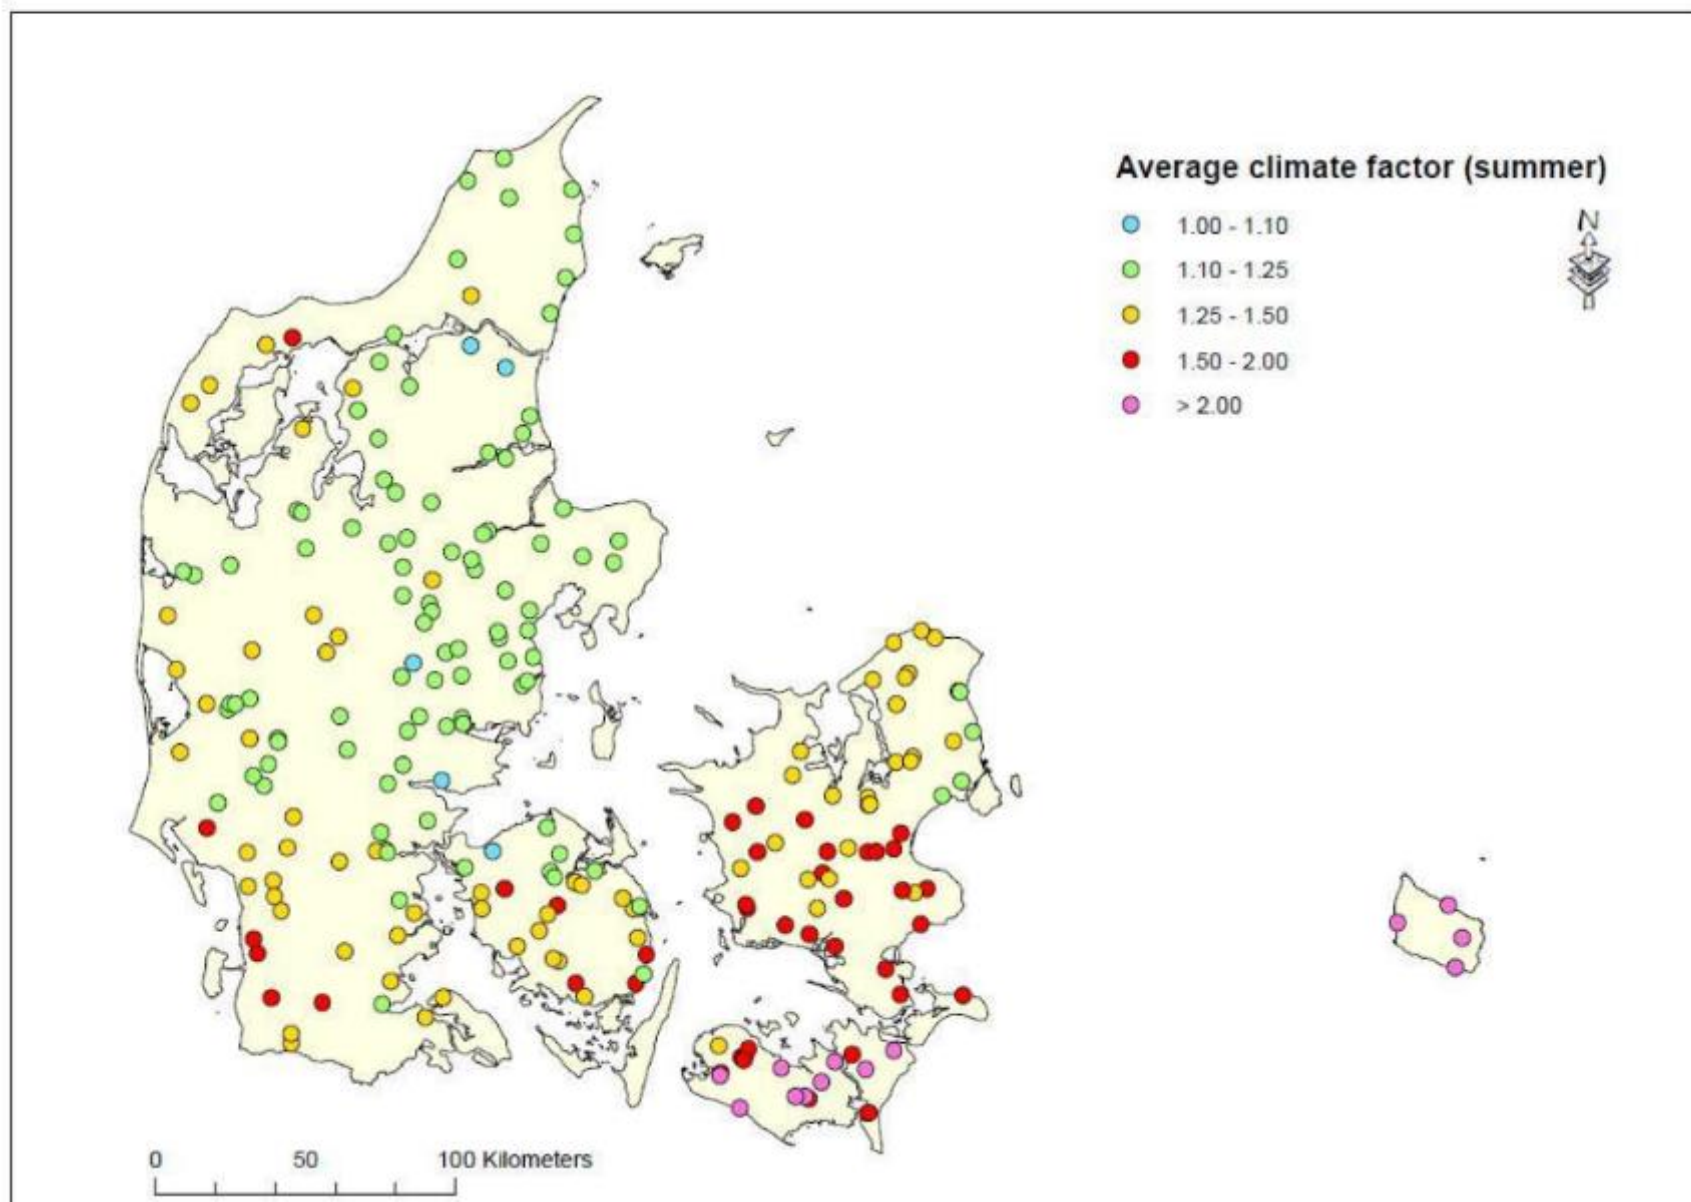 Average climate factor (summer)
1.00 - 1.10
1.10 - 1.25
1.25 - 1.50
1.50 - 2.00
> 2.00
N
0 50 100 Kilometers